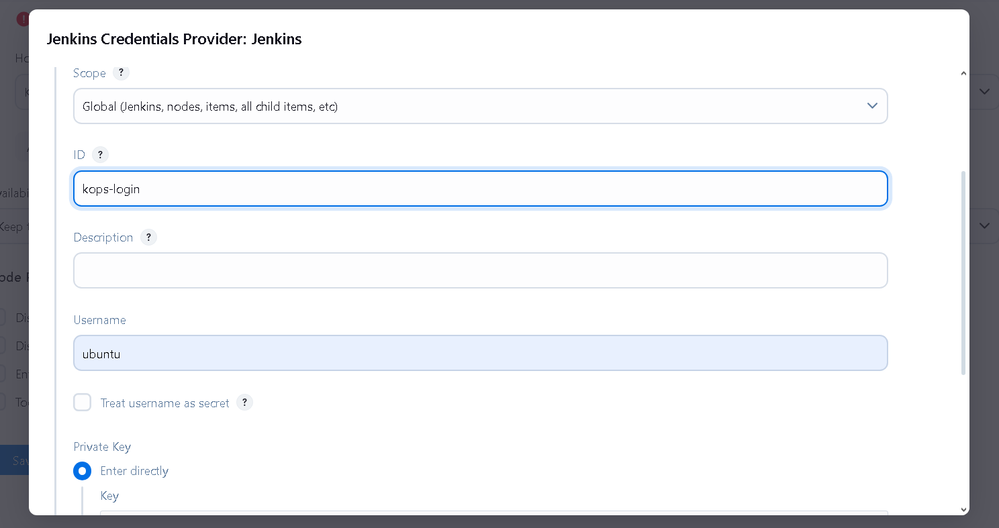 Jenkins Credentials Provider: Jenkins
Scope ?
Global (Jenkins, nodes, items, all child items, etc)
ID ?
kops-login
Description ?
Username
ubuntu
Treat username as secret ?
Private Key
Enter directly
Key
Keep